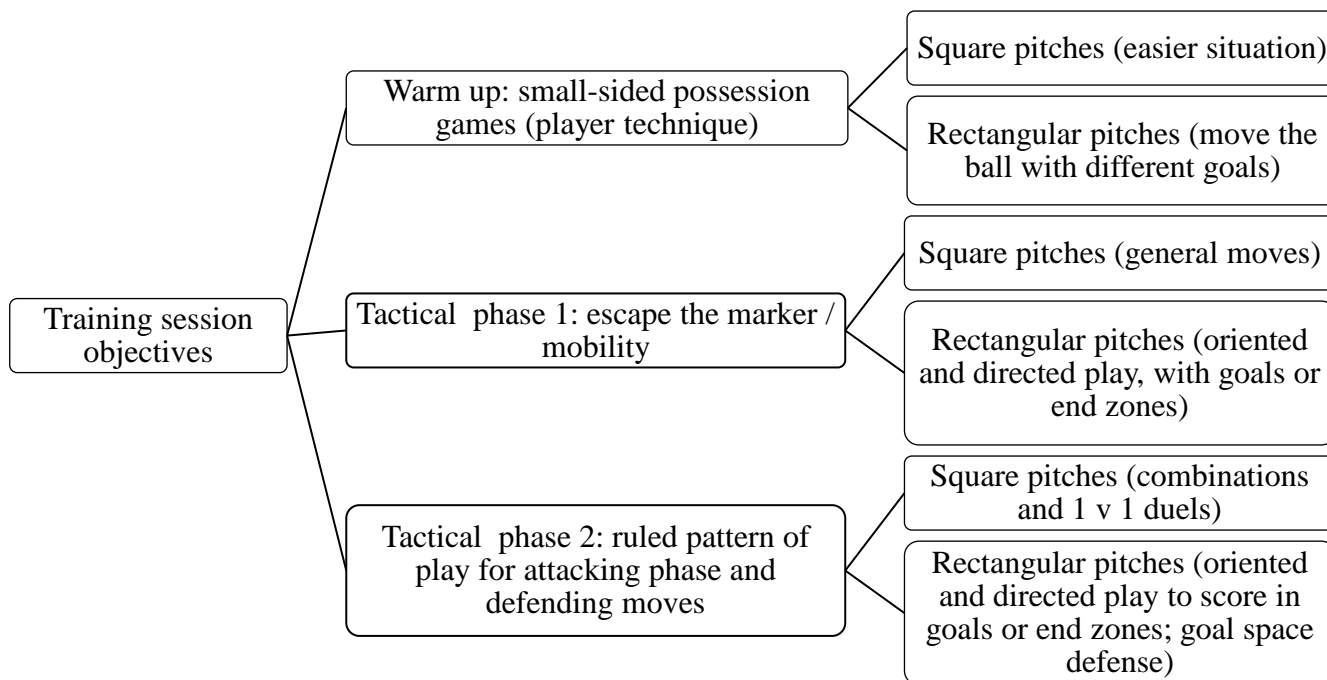 Training session
objectives
Warm up: small-sided possession
games (player technique)
Square pitches (easier situation)
Rectangular pitches (move the
ball with different goals)
Tactical  phase 1: escape the marker /
mobility
Square pitches (general moves)
Rectangular pitches (oriented
and directed play, with goals or
end zones)
Tactical  phase 2: ruled pattern of
play for attacking phase and
defending moves
Square pitches (combinations
and 1 v 1 duels)
Rectangular pitches (oriented
and directed play to score in
goals or end zones; goal space
defense)